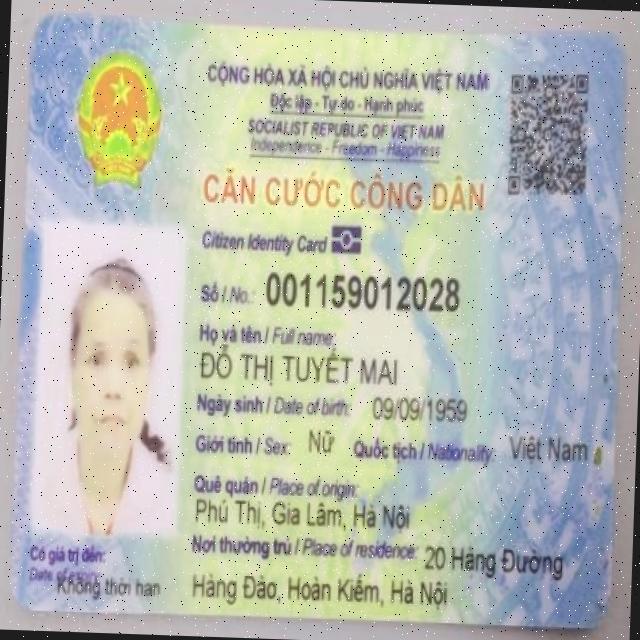 CỘNG HÒA XÃ HỘI CHỦ NGHĨA VIỆT NAM
Độc lập - Tự do - Hạnh phúc
SOCIALIST REPUBLIC OF VIET NAM
Independence - Freedom - Happiness
CĂN CƯỚC CÔNG DÂN
Citizen Identity Card
Số / No.: 001159012028
Họ và tên / Full name:
ĐỖ THỊ TUYẾT MAI
Ngày sinh / Date of birth: 09/09/1959
Giới tính / Sex: Nữ Quốc tịch / Nationality: Việt Nam
Quê quán / Place of origin:
Phú Thị, Gia Lâm, Hà Nội
Nơi thường trú / Place of residence: 20 Hàng Đường
Hàng Đào, Hoàn Kiếm, Hà Nội
Có giá trị đến:
Date of expiry
Không thời hạn